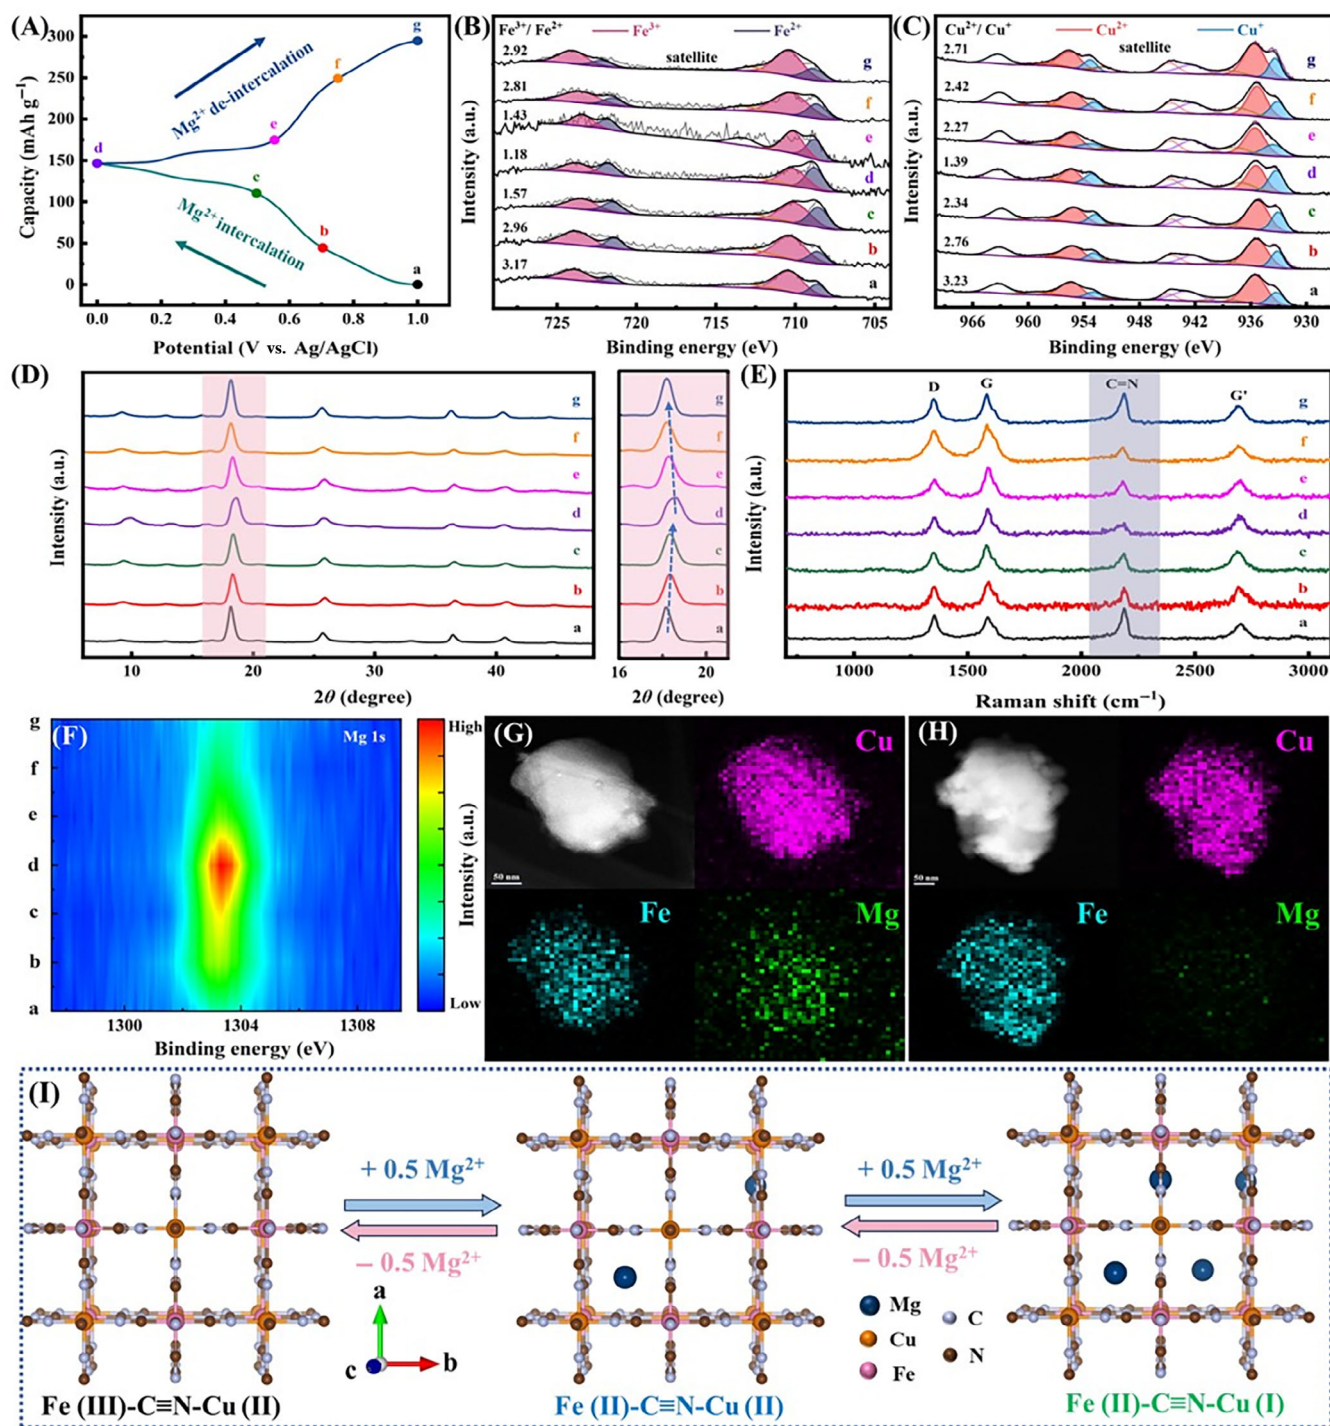 (A)
g
f
e
d
c
b
a
Mg²⁺ de-intercalation
Mg²⁺ intercalation
300
250
200
150
100
50
0
Capacity (mAh g⁻¹)
0.0 0.2 0.4 0.6 0.8 1.0
Potential (V vs. Ag/AgCl)
(B)
Fe³⁺/ Fe²⁺ Fe³⁺ Fe²⁺
satellite
2.92 g
2.81 f
1.43 e
1.18 d
1.57 c
2.96 b
3.17 a
Intensity (a.u.)
725 720 715 710 705
Binding energy (eV)
(C)
Cu²⁺/ Cu⁺ Cu²⁺ Cu⁺
satellite
2.71 g
2.42 f
2.27 e
1.39 d
2.34 c
2.76 b
3.23 a
Intensity (a.u.)
966 960 954 948 942 936 930
Binding energy (eV)
(D)
g
f
e
d
c
b
a
Intensity (a.u.)
10 20 30 40
2θ (degree)
g
f
e
d
c
b
a
16 18 20
2θ (degree)
(E)
D G C=N G'
g
f
e
d
c
b
a
Intensity (a.u.)
1000 1500 2000 2500 3000
Raman shift (cm⁻¹)
(F)
Mg 1s
g
f
e
d
c
b
a
1300 1304 1308
Binding energy (eV)
High
Low
Intensity (a.u.)
(G)
50 nm
Cu
Fe
Mg
(H)
50 nm
Cu
Fe
Mg
(I)
+ 0.5 Mg²⁺
− 0.5 Mg²⁺
+ 0.5 Mg²⁺
− 0.5 Mg²⁺
a
b
c
Mg C
Cu N
Fe
Fe (III)-C≡N-Cu (II)
Fe (II)-C≡N-Cu (II)
Fe (II)-C≡N-Cu (I)